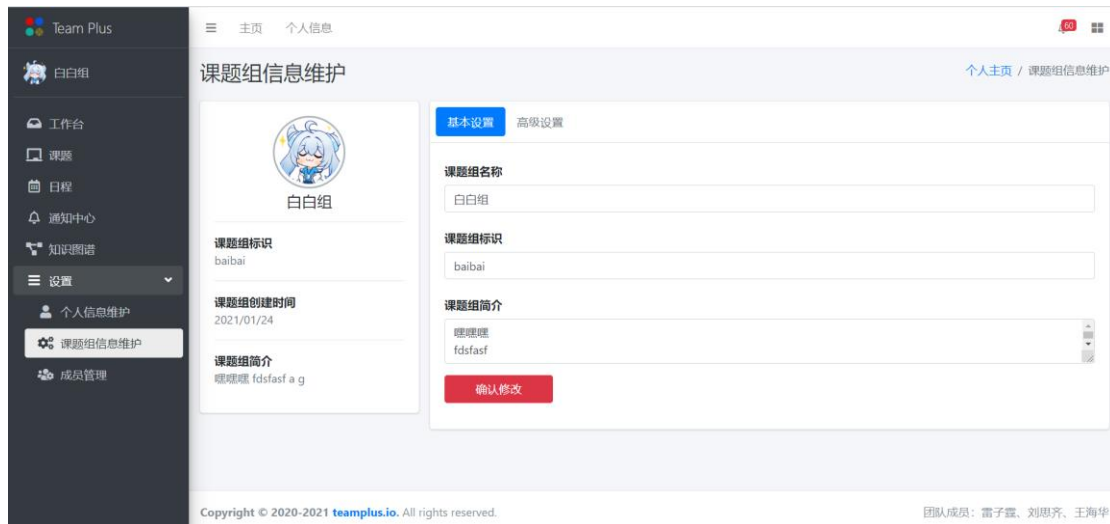 Team Plus
白白组
工作台
课题
日程
通知中心
知识图谱
设置
个人信息维护
课题组信息维护
成员管理
主页
个人信息
60
课题组信息维护
个人主页 / 课题组信息维护
白白组
课题组标识
baibai
课题组创建时间
2021/01/24
课题组简介
嘿嘿嘿 fdsfasf a g
基本设置
高级设置
课题组名称
白白组
课题组标识
baibai
课题组简介
嘿嘿嘿
fdsfasf
确认修改
Copyright © 2020-2021 teamplus.io. All rights reserved.
团队成员：雷子霆、刘思齐、王海华